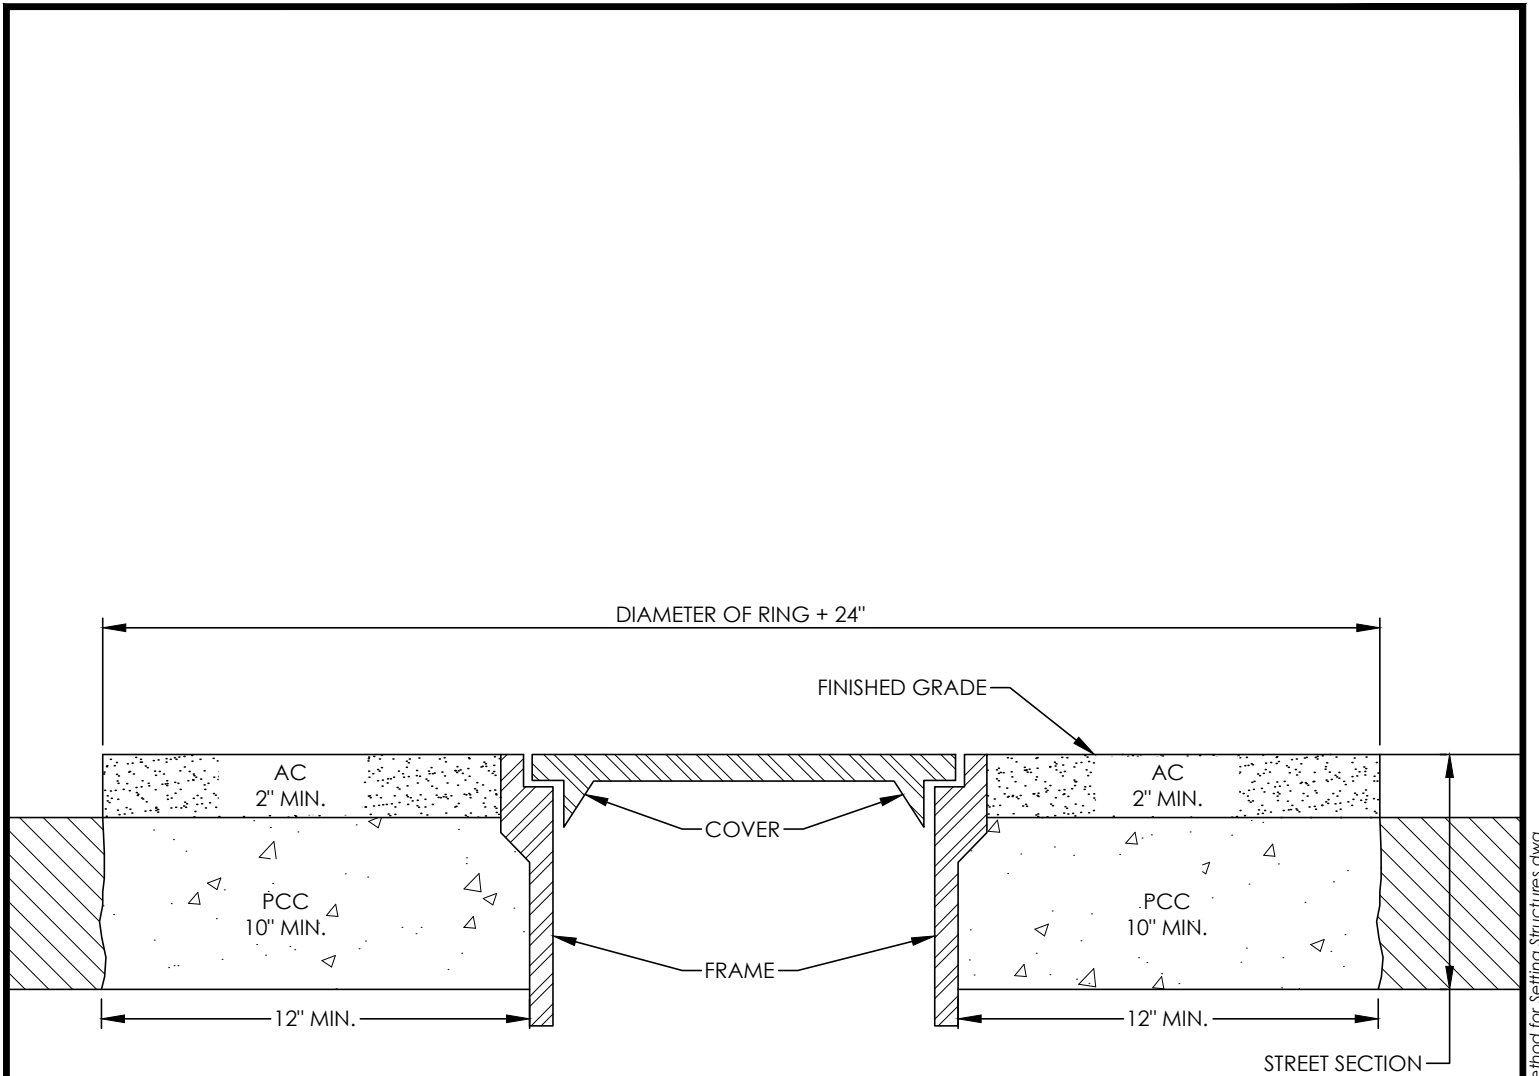 DIAMETER OF RING + 24"
FINISHED GRADE
AC
2" MIN.
AC
2" MIN.
COVER
PCC
10" MIN.
PCC
10" MIN.
FRAME
12" MIN.
12" MIN.
STREET SECTION
for Setting Structures.dwg